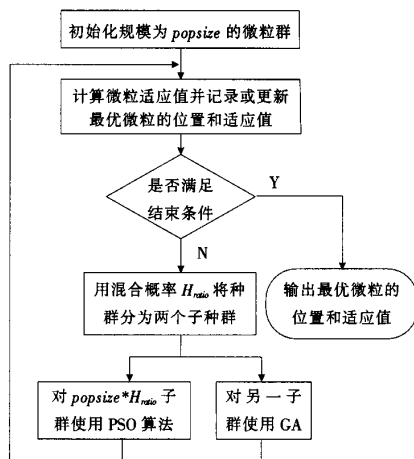 初始化规模为 popsize 的微粒群
计算微粒适应值并记录或更新
最优微粒的位置和适应值
是否满足
结束条件
Y
N
用混合概率 H_ratio 将种
群分为两个子种群
输出最优微粒的
位置和适应值
对 popsize*H_ratio 子
群使用 PSO 算法
对另一子
群使用 GA